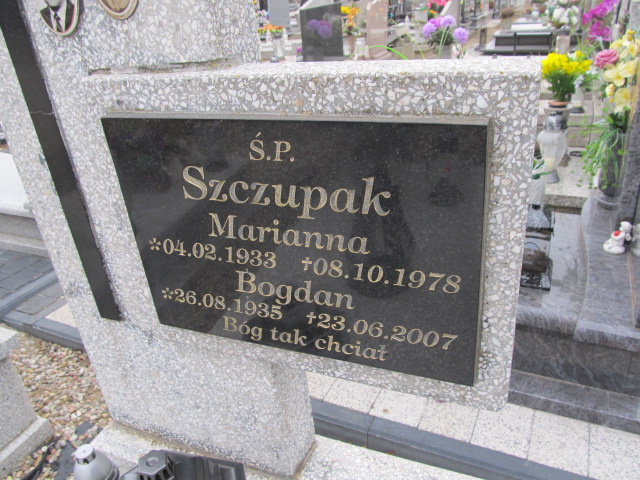 Ś.P.
Szczupak
Marianna
*04.02.1933 †08.10.1978
Bogdan
*26.08.1935 †23.06.2007
Bóg tak chciał